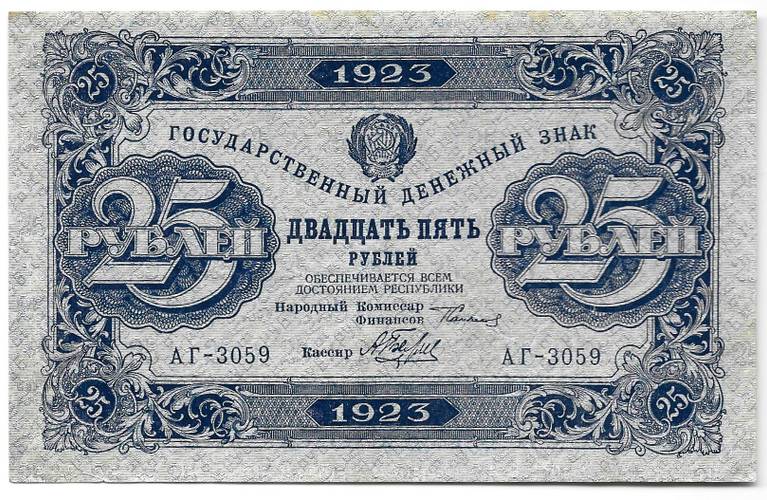 1923
25
25
ГОСУДАРСТВЕННЫЙ ДЕНЕЖНЫЙ ЗНАК
25
РУБЛЕЙ
ДВАДЦАТЬ ПЯТЬ
РУБЛЕЙ
25
РУБЛЕЙ
ОБЕСПЕЧИВАЕТСЯ ВСЕМ
ДОСТОЯНИЕМ РЕСПУБЛИКИ
Народный Комиссар
Финансов
АГ-3059
Кассир
АГ-3059
25
1923
25